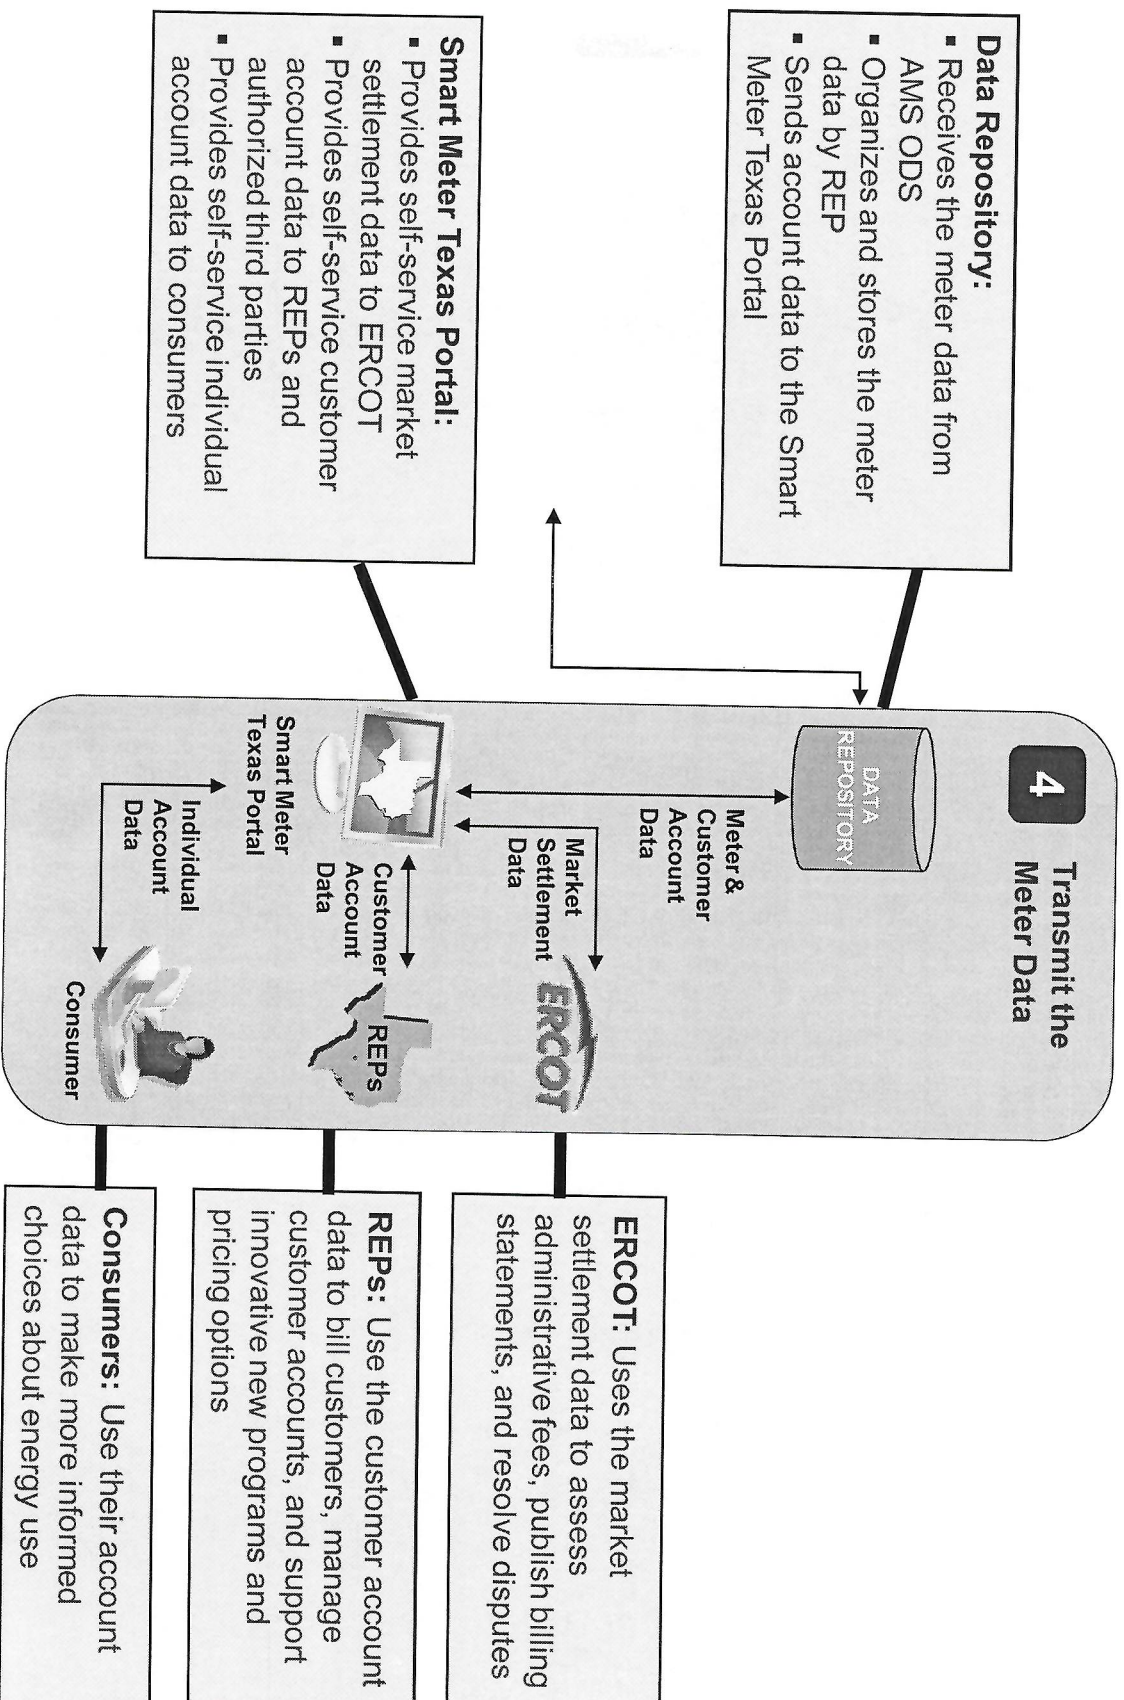 4
Transmit the
Meter Data
Data Repository:
▪ Receives the meter data from
AMS ODS
▪ Organizes and stores the meter
data by REP
▪ Sends account data to the Smart
Meter Texas Portal
Smart Meter Texas Portal:
▪ Provides self-service market
settlement data to ERCOT
▪ Provides self-service customer
account data to REPs and
authorized third parties
▪ Provides self-service individual
account data to consumers
DATA
REPOSITORY
Meter &
Customer
Account
Data
Market
Settlement
Data
ERCOT
Customer
Account
Data
REPs
Smart Meter
Texas Portal
Individual
Account
Data
Consumer
ERCOT: Uses the market
settlement data to assess
administrative fees, publish billing
statements, and resolve disputes
REPs: Use the customer account
data to bill customers, manage
customer accounts, and support
innovative new programs and
pricing options
Consumers: Use their account
data to make more informed
choices about energy use